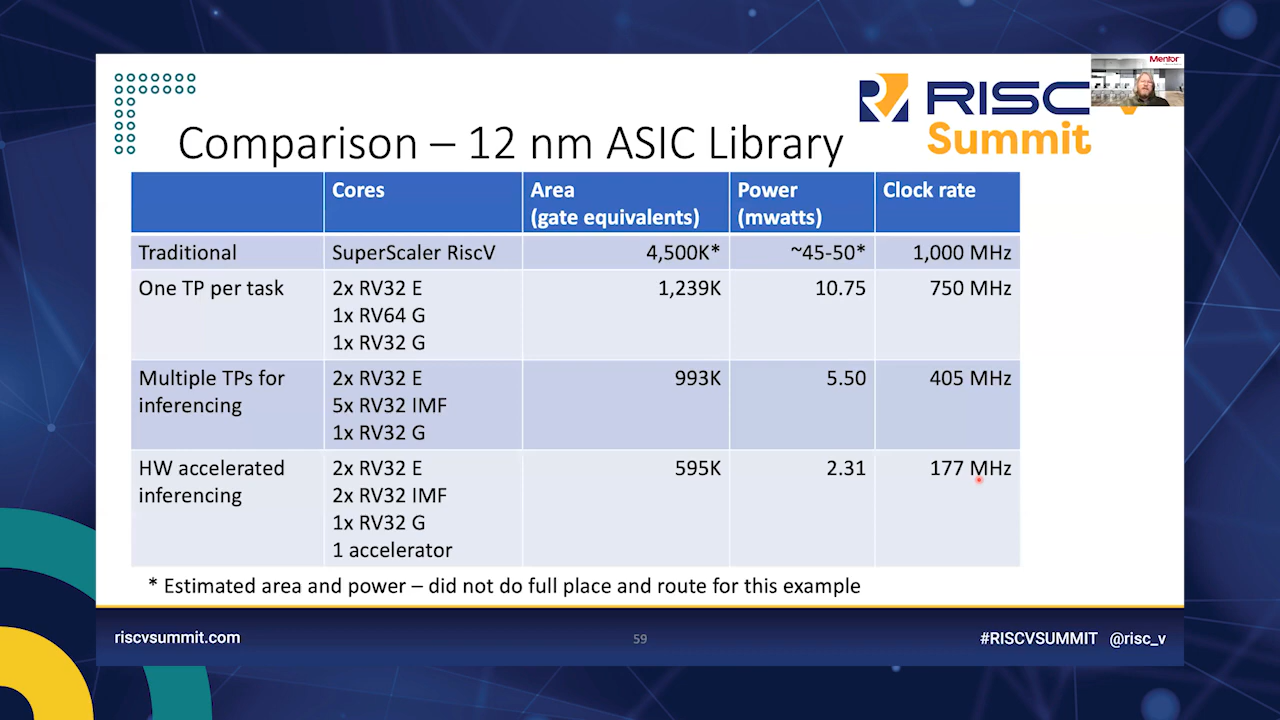 Mentor
RISC
Summit
Comparison – 12 nm ASIC Library
Cores
Area
(gate equivalents)
Power
(mwatts)
Clock rate
Traditional
SuperScaler RiscV
4,500K*
~45-50*
1,000 MHz
One TP per task
2x RV32 E
1x RV64 G
1x RV32 G
1,239K
10.75
750 MHz
Multiple TPs for
inferencing
2x RV32 E
5x RV32 IMF
1x RV32 G
993K
5.50
405 MHz
HW accelerated
inferencing
2x RV32 E
2x RV32 IMF
1x RV32 G
1 accelerator
595K
2.31
177 MHz
* Estimated area and power – did not do full place and route for this example
riscvsummit.com
59
#RISCVSUMMIT @risc_v